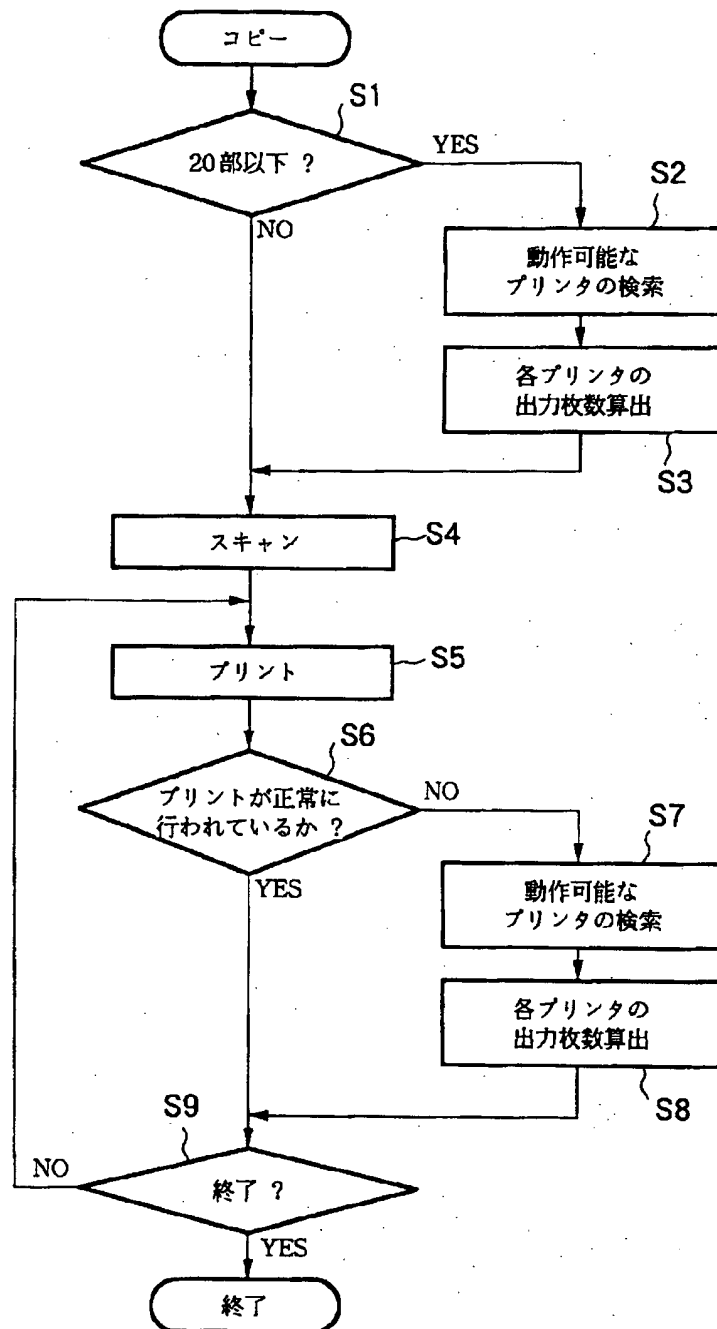 コピー
S1
20部以下 ?
YES
S2
NO
動作可能な
プリンタの検索
各プリンタの
出力枚数算出
S3
スキャン
S4
プリント
S5
S6
プリントが正常に
行われているか ?
NO
S7
YES
動作可能な
プリンタの検索
各プリンタの
出力枚数算出
S8
S9
NO
終了 ?
YES
終了